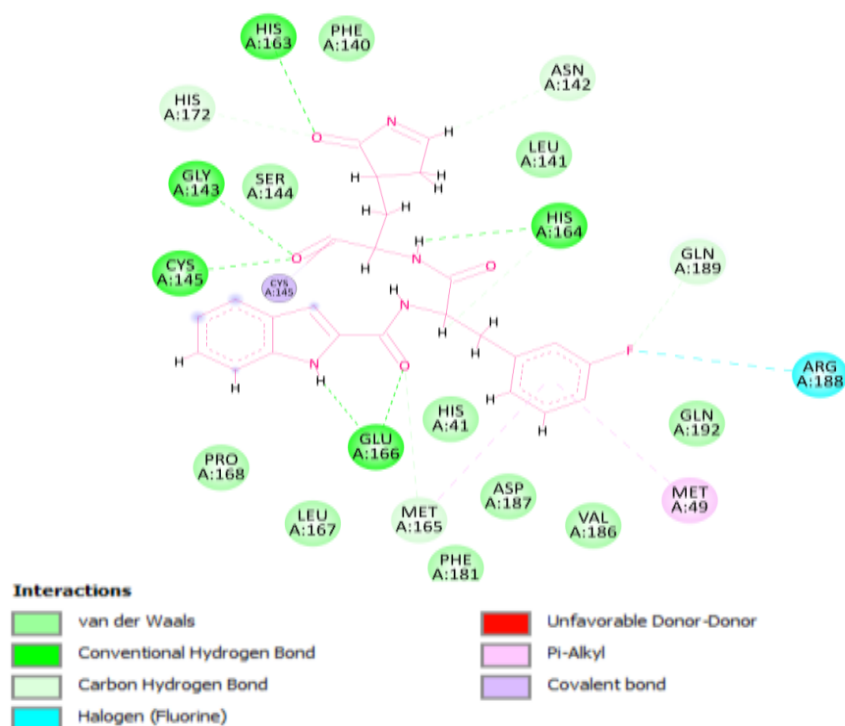 HIS
A:163
PHE
A:140
ASN
A:142
HIS
A:172
N
H
O
LEU
A:141
GLY
A:143
SER
A:144
H
H
H
H
H
HIS
A:164
H
GLN
A:189
CYS
A:145
O
N
O
CYS
A:145
H
H
N
H
H
H
F
ARG
A:188
H
N
O
H
H
H
H
HIS
A:41
GLN
A:192
GLU
A:166
PRO
A:168
MET
A:49
ASP
A:187
LEU
A:167
MET
A:165
VAL
A:186
PHE
A:181
Interactions
van der Waals
Conventional Hydrogen Bond
Carbon Hydrogen Bond
Halogen (Fluorine)
Unfavorable Donor-Donor
Pi-Alkyl
Covalent bond